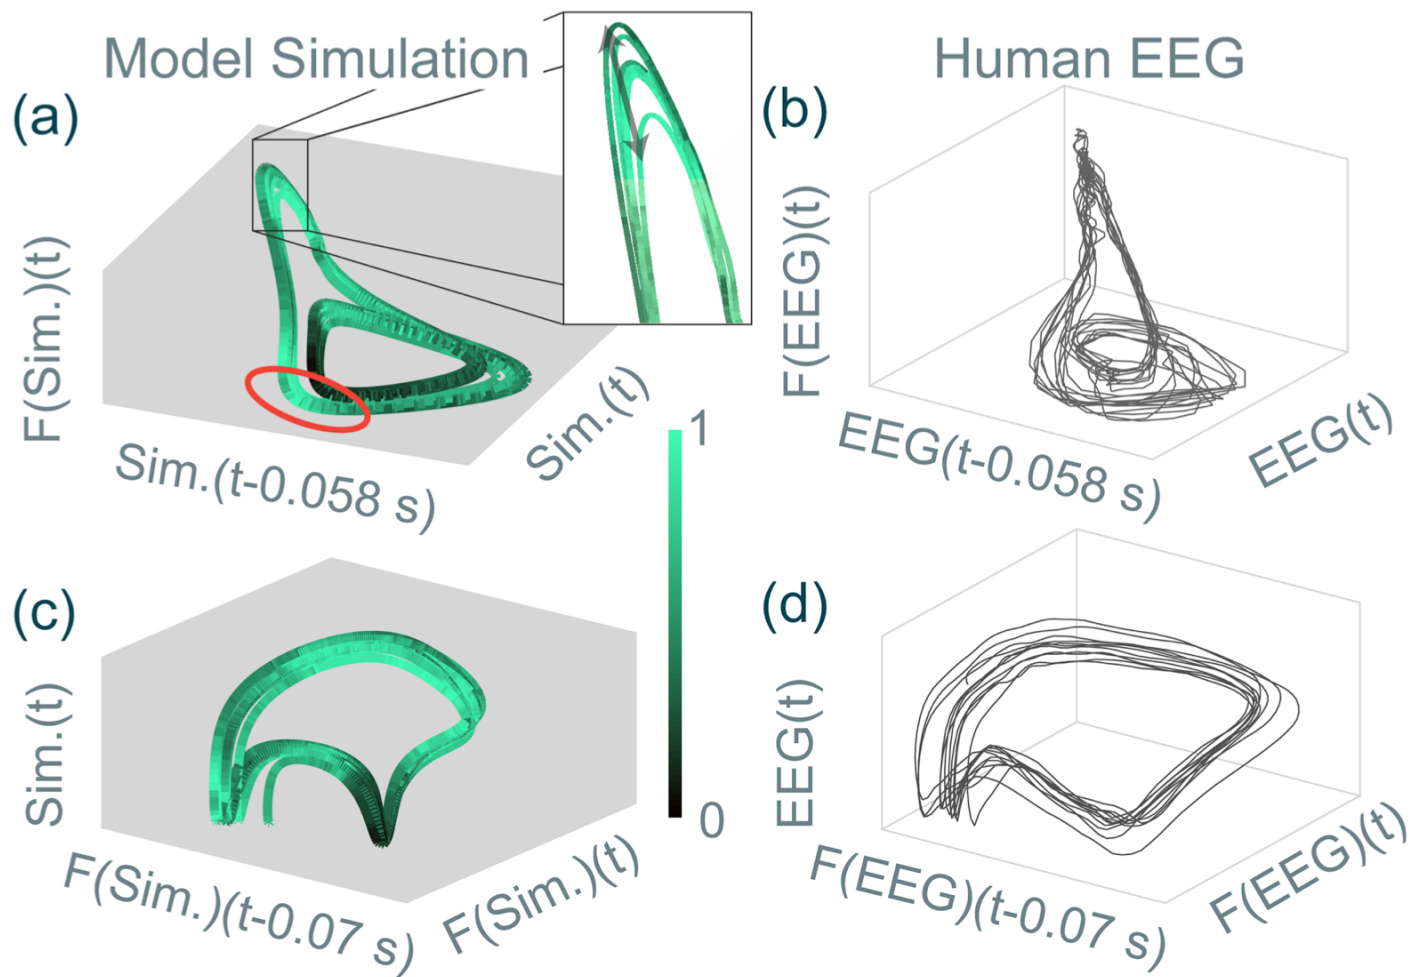 Model Simulation
Human EEG
(a)
F(Sim.)(t)
Sim.(t-0.058 s)
Sim.(t)
(b)
F(EEG)(t)
EEG(t-0.058 s)
EEG(t)
1
0
(c)
Sim.(t)
F(Sim.)(t-0.07 s)
F(Sim.)(t)
(d)
EEG(t)
F(EEG)(t-0.07 s)
F(EEG)(t)